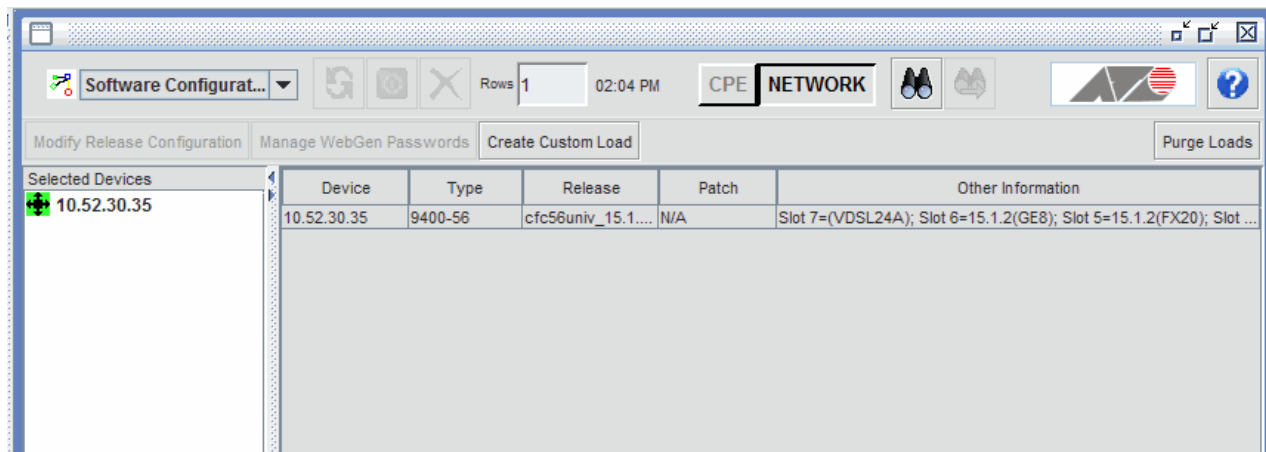 Software Configurat...
Rows 1 02:04 PM CPE NETWORK
Modify Release Configuration Manage WebGen Passwords Create Custom Load Purge Loads
Selected Devices
10.52.30.35
Device Type Release Patch Other Information
10.52.30.35 9400-56 cfc56univ_15.1.... N/A Slot 7=(VDSL24A); Slot 6=15.1.2(GE8); Slot 5=15.1.2(FX20); Slot ...